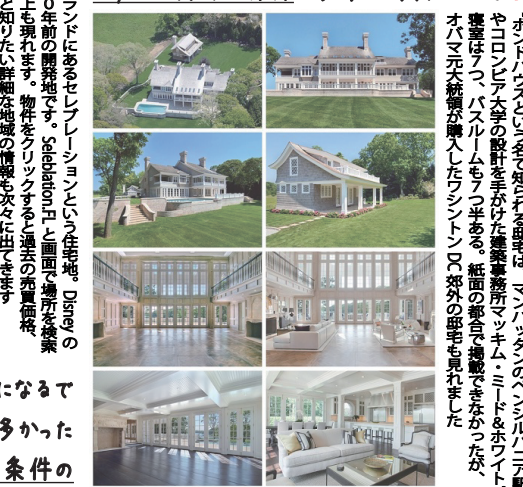 ポンドハウスという名で知られる邸宅は、マンハッタンのペンシルバニア駅
やコロンビア大学の設計を手がけた建築事務所マッキム・ミード&ホワイト、
寝室は7つ、バスルームも7つ半ある。紙面の都合で掲載できなかったが、
オバマ元大統領が購入したワシントンDC郊外の邸宅も見れました
ランドにあるセレブレーションという住宅地。Disneyの
0年前の開発地です。SaleNation.FLと画面で場所を検索
上も現れます。物件をクリックすると過去の売買価格、
と知りたい詳細な地域の情報も次々に出てきます
になるで
多かった
条件の